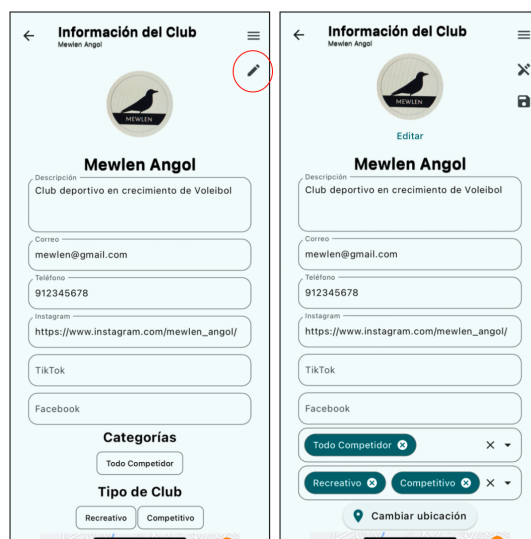 Información del Club
Mewlen Angol
MEWLEN
Mewlen Angol
Descripción
Club deportivo en crecimiento de Voleibol
Correo
mewlen@gmail.com
Teléfono
912345678
Instagram
https://www.instagram.com/mewlen_angol/
TikTok
Facebook
Categorías
Todo Competidor
Tipo de Club
Recreativo
Competitivo
Información del Club
Mewlen Angol
MEWLEN
Editar
Mewlen Angol
Descripción
Club deportivo en crecimiento de Voleibol
Correo
mewlen@gmail.com
Teléfono
912345678
Instagram
https://www.instagram.com/mewlen_angol/
TikTok
Facebook
Todo Competidor
Recreativo
Competitivo
Cambiar ubicación